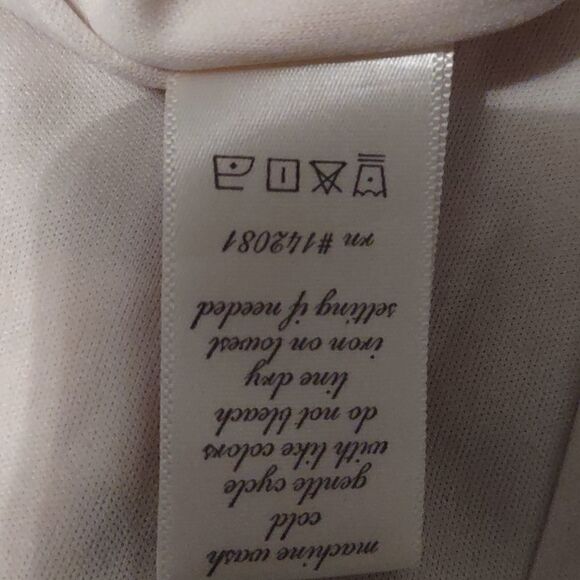 machine wash
cold
gentle cycle
with like colors
do not bleach
line dry
iron on lowest
setting if needed
rn #142081